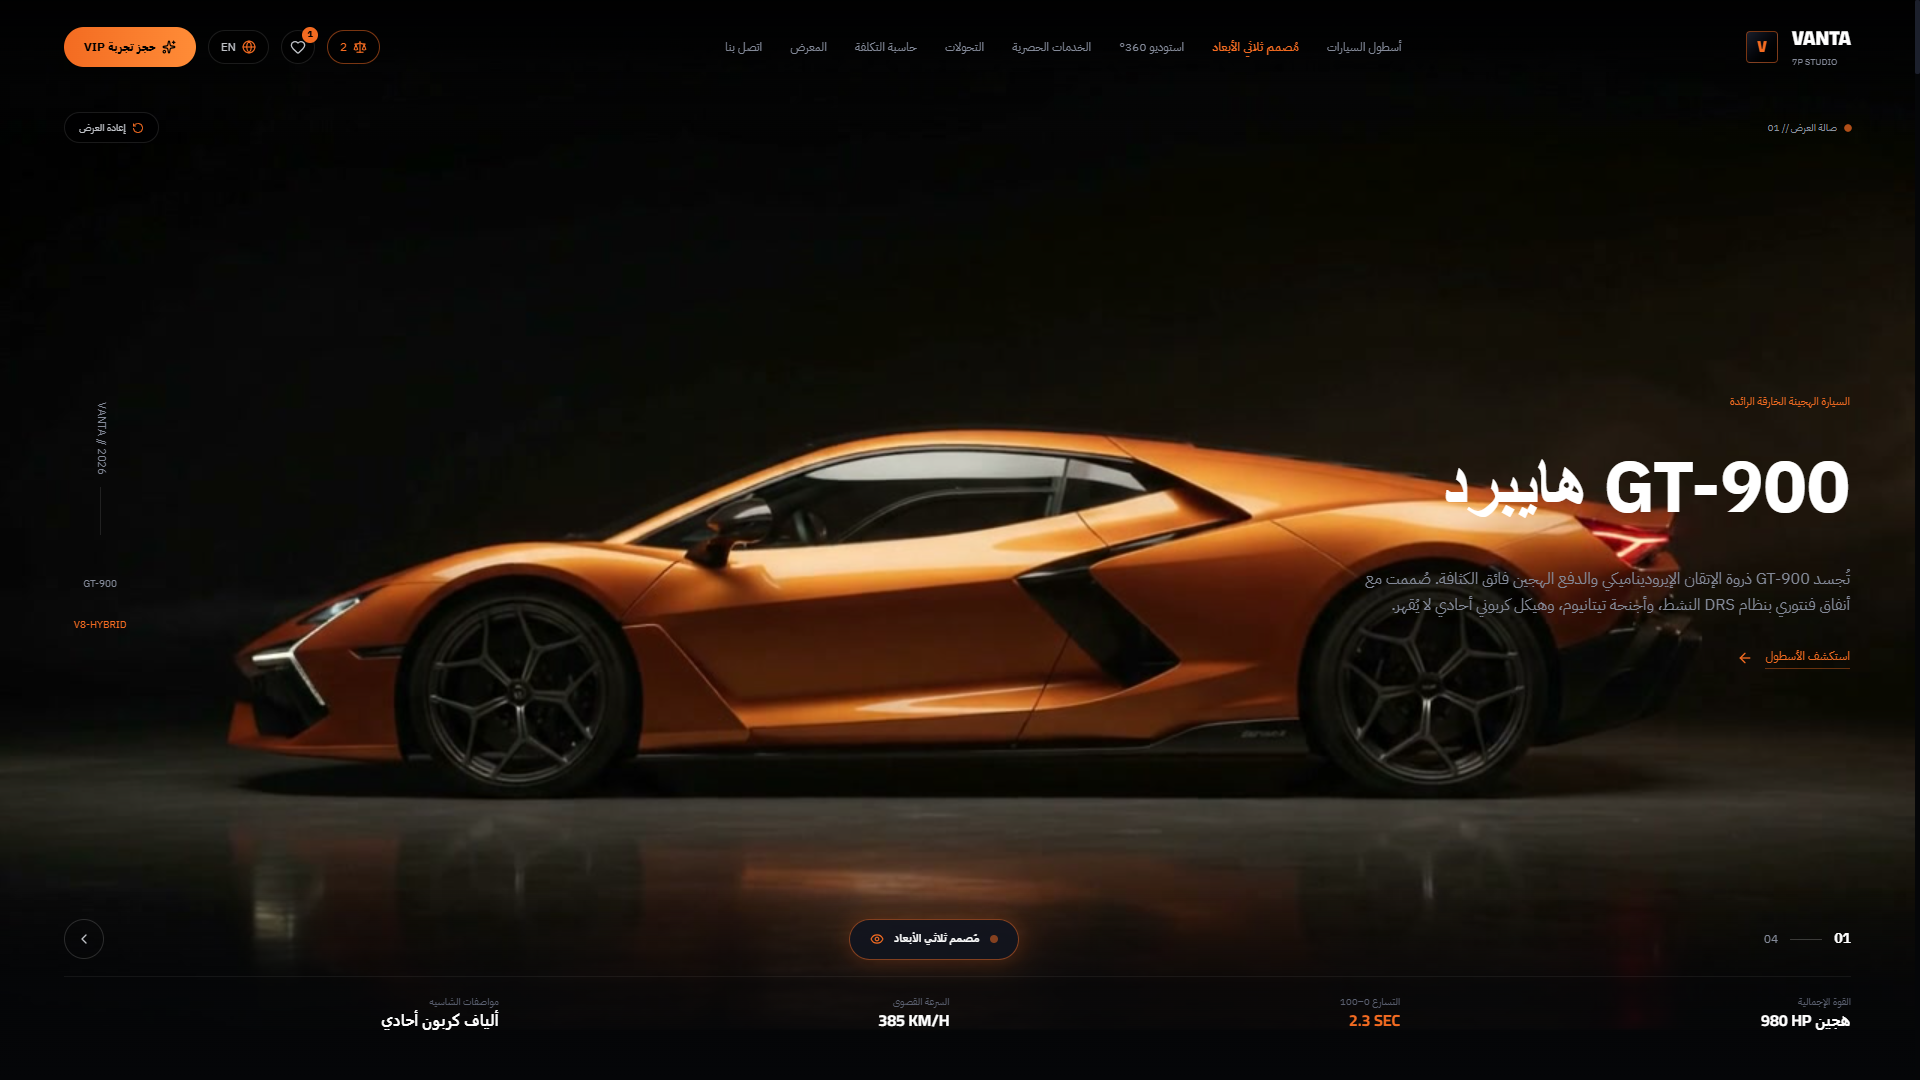 VANTA
7P STUDIO
V
أسطول السيارات
مُصمم ثلاثي الأبعاد
استوديو 360°
الخدمات الحصرية
التحولات
حاسبة التكلفة
المعرض
اتصل بنا
2
1
EN
حجز تجربة VIP
صالة العرض // 01
إعادة العرض
السيارة الهجينة الخارقة الرائدة
GT-900 هايبرد
تُجسد GT-900 ذروة الإتقان الإيروديناميكي والدفع الهجين فائق الكثافة. صُممت مع
أنفاق فنتوري بنظام DRS النشط، وأجنحة تيتانيوم، وهيكل كربوني أحادي لا يُقهر.
استكشف الأسطول
VANTA // 2026
GT-900
V8-HYBRID
01
04
مُصمم ثلاثي الأبعاد
القوة الإجمالية
980 HP هجين
التسارع 0–100
2.3 SEC
السرعة القصوى
385 KM/H
مواصفات الشاسيه
ألياف كربون أحادي